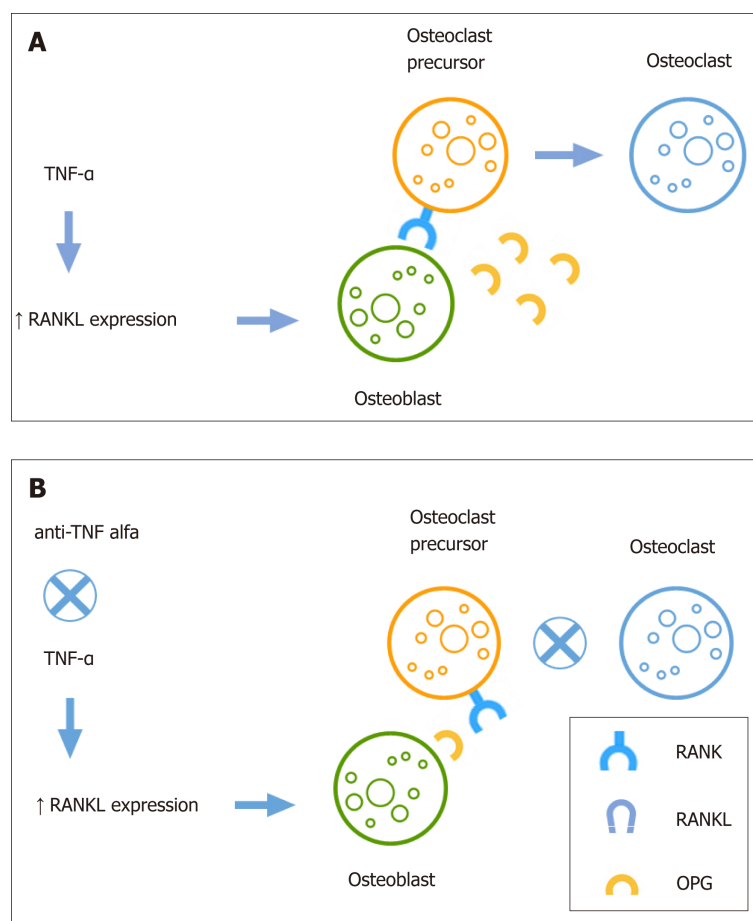 A
Osteoclast
precursor
Osteoclast
TNF-α
↑ RANKL expression
Osteoblast
B
anti-TNF alfa
Osteoclast
precursor
Osteoclast
TNF-α
↑ RANKL expression
Osteoblast
RANK
RANKL
OPG